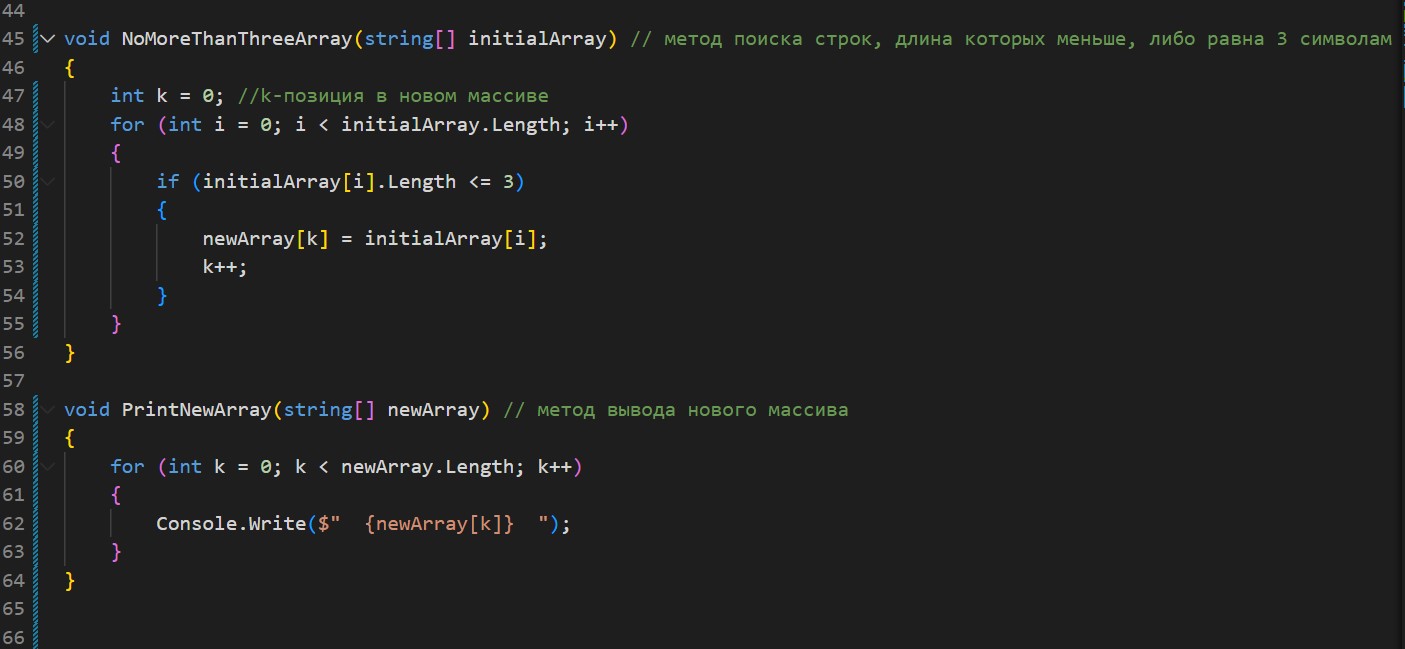 44
45 void NoMoreThanThreeArray(string[] initialArray) // метод поиска строк, длина которых меньше, либо равна 3 символам
46 {
47     int k = 0; //k-позиция в новом массиве
48     for (int i = 0; i < initialArray.Length; i++)
49     {
50         if (initialArray[i].Length <= 3)
51         {
52             newArray[k] = initialArray[i];
53             k++;
54         }
55     }
56 }
57
58 void PrintNewArray(string[] newArray) // метод вывода нового массива
59 {
60     for (int k = 0; k < newArray.Length; k++)
61     {
62         Console.Write($"  {newArray[k]}  ");
63     }
64 }
65
66